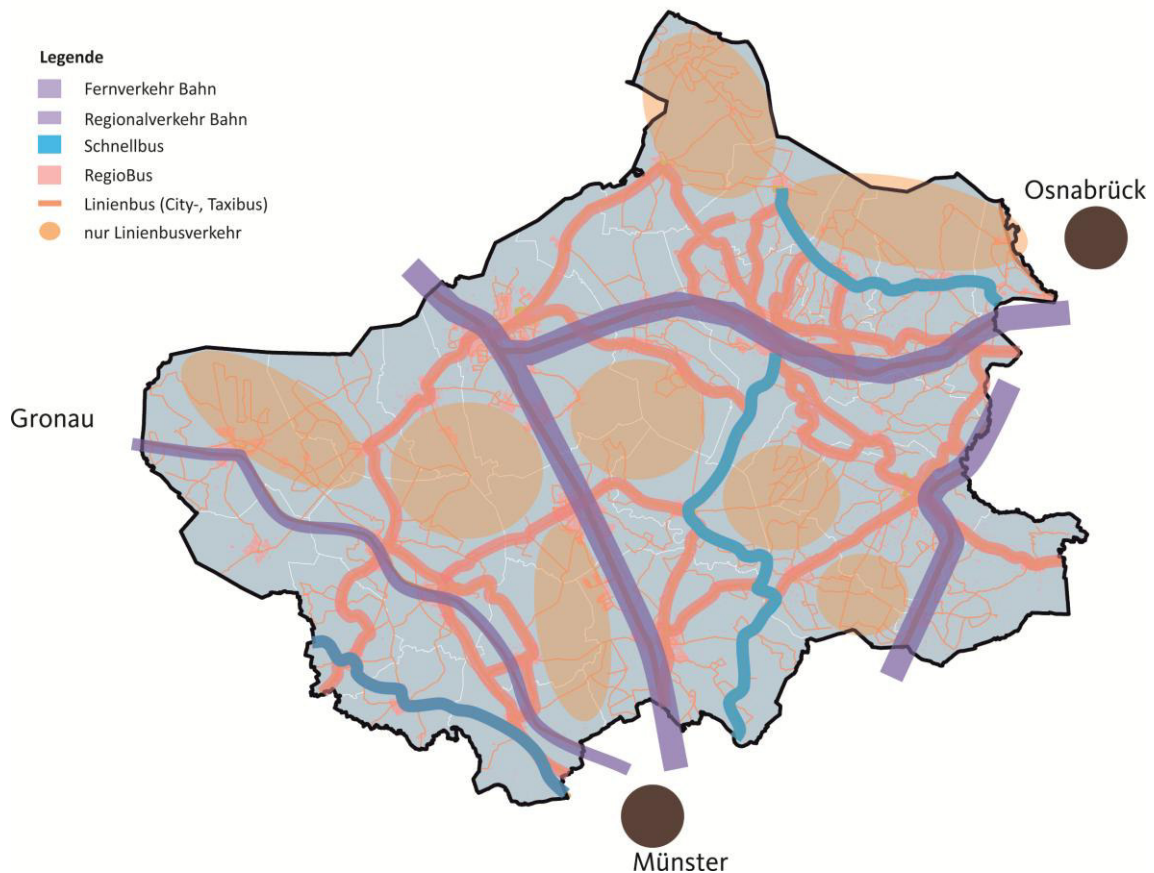 Legende
Fernverkehr Bahn
Regionalverkehr Bahn
Schnellbus
RegioBus
Linienbus (City-, Taxibus)
nur Linienbusverkehr
Osnabrück
Gronau
Münster